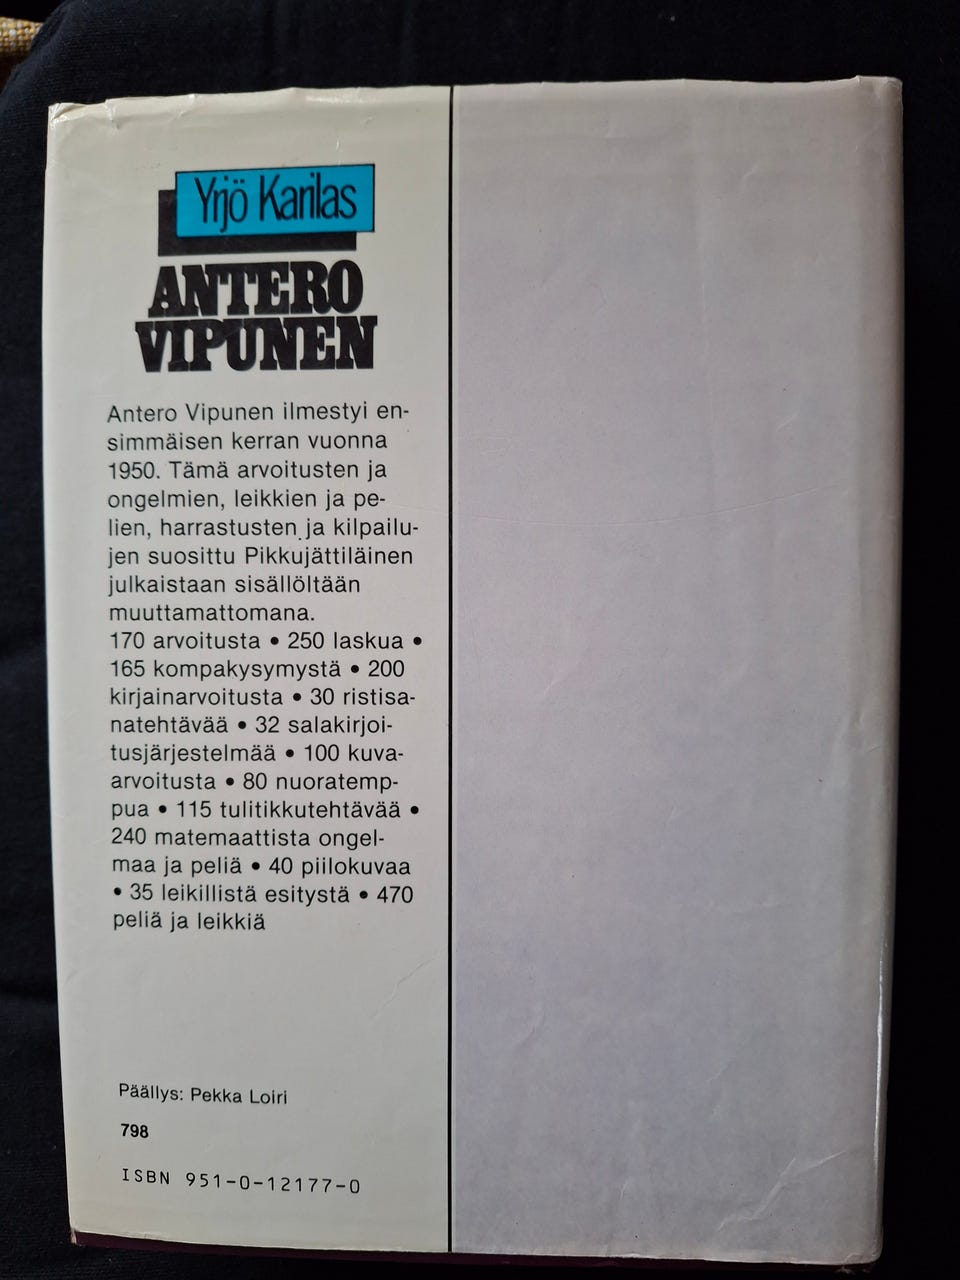 Yrjö Karilas
ANTERO
VIPUNEN
Antero Vipunen ilmestyi en-
simmäisen kerran vuonna
1950. Tämä arvoitusten ja
ongelmien, leikkien ja pe-
lien, harrastusten ja kilpailu-
jen suosittu Pikkujättiläinen
julkaistaan sisällöltään
muuttamattomana.
170 arvoitusta • 250 laskua •
165 kompakysymystä • 200
kirjainarvoitusta • 30 ristisa-
natehtävää • 32 salakirjoi-
tusjärjestelmää • 100 kuva-
arvoitusta • 80 nuoratemp-
pua • 115 tulitikkutehtävää •
240 matemaattista ongel-
maa ja peliä • 40 piilokuvaa
• 35 leikillistä esitystä • 470
peliä ja leikkiä
Päällys: Pekka Loiri
798
ISBN 951-0-12177-0